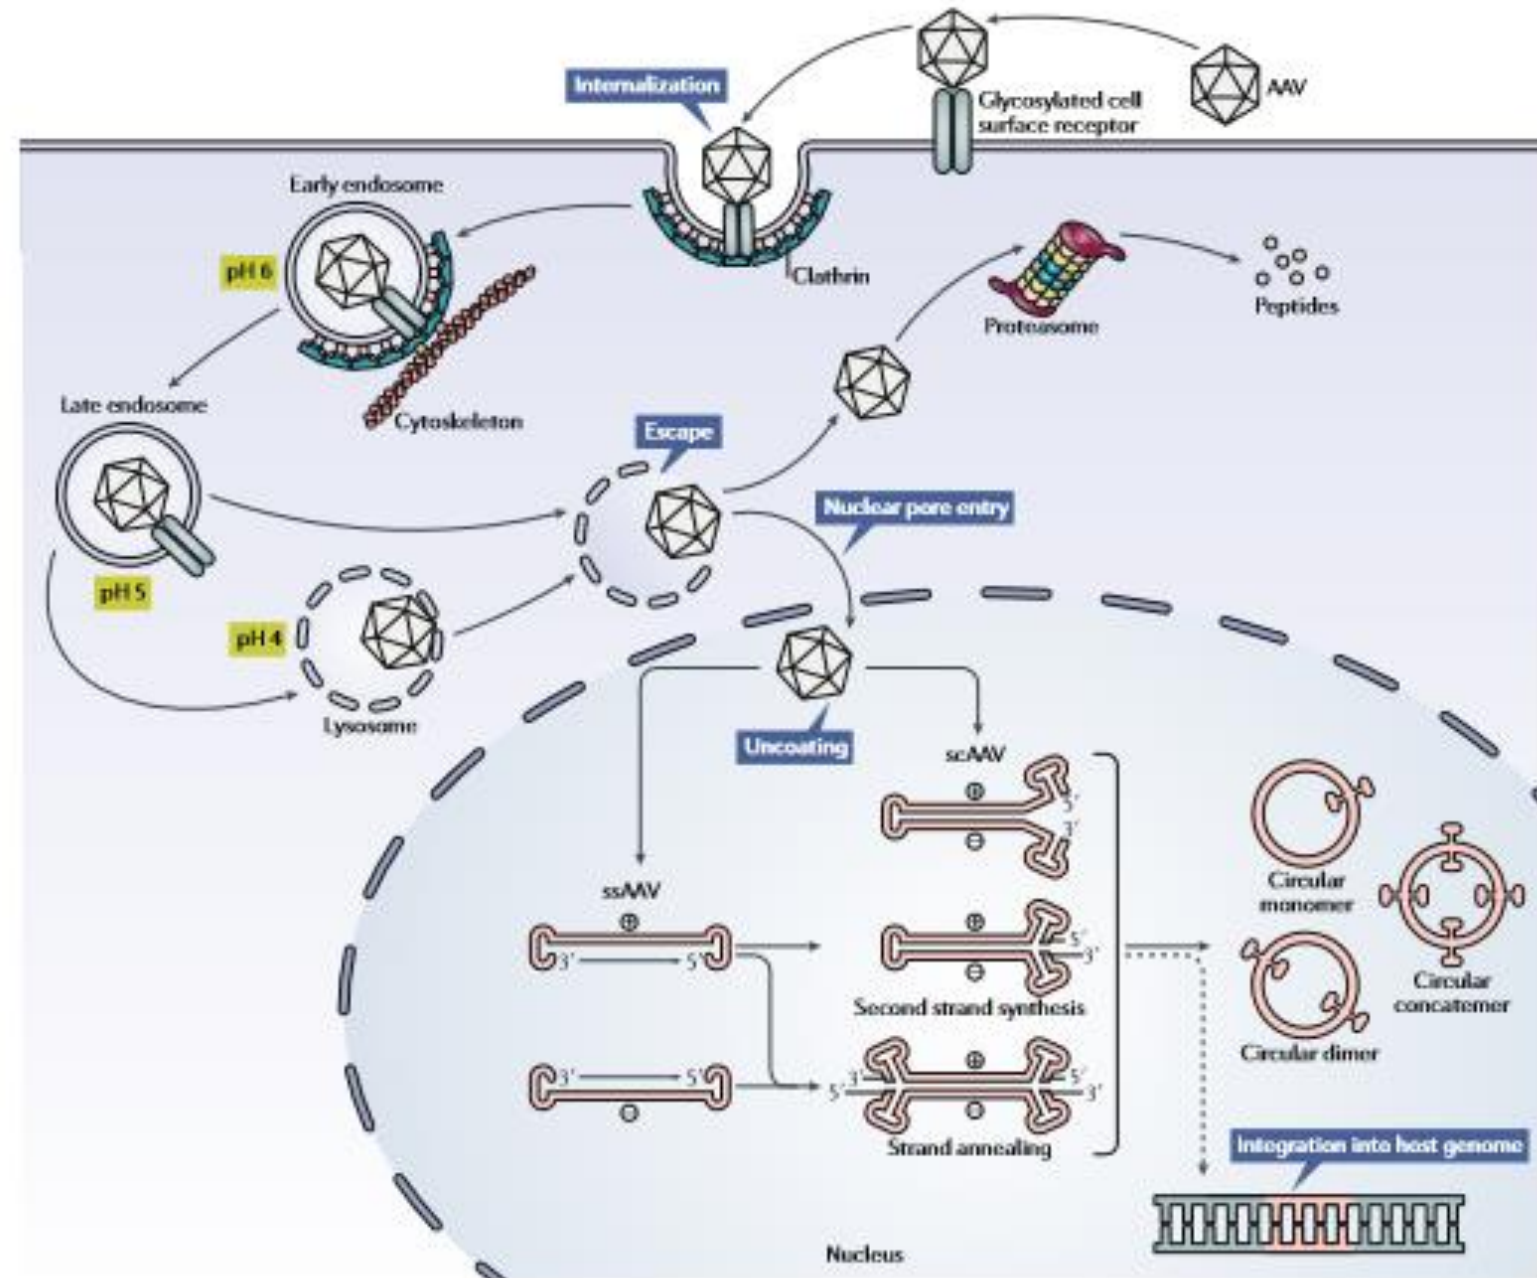 AAV
Glycosylated cell
surface receptor
Internalization
Early endosome
pH 6
Clathrin
Proteasome
Peptides
Late endosome
Cytoskeleton
Escape
Nuclear pore entry
pH 5
pH 4
Lysosome
Uncoating
scAAV
⊕
5′
3′
⊖
ssAAV
⊕
3′ 5′
⊕
5′
3′
⊖
Second strand synthesis
3′ 5′
⊖
⊕
3′ 5′
5′ 3′
⊖
Strand annealing
Circular
monomer
Circular
concatemer
Circular dimer
Integration into host genome
Nucleus